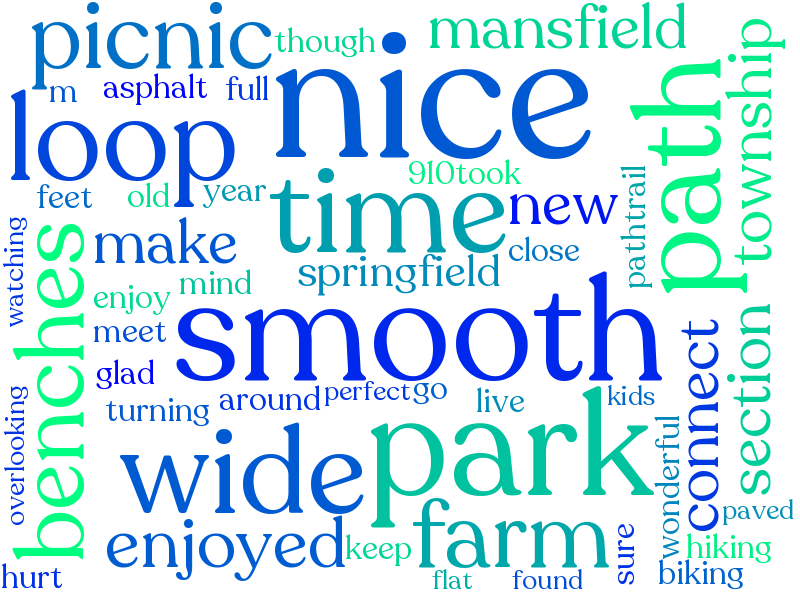 picnic
though
mansfield
nice
m
asphalt
full
township
path
loop
910took
feet
old
year
time
new
pathtrail
make
close
watching
benches
springfield
mind
enjoy
smooth
meet
section
connect
glad
around
perfect
go
live
kids
turning
overlooking
park
wide
wonderful
farm
paved
enjoyed
keep
sure
hiking
hurt
flat
found
biking